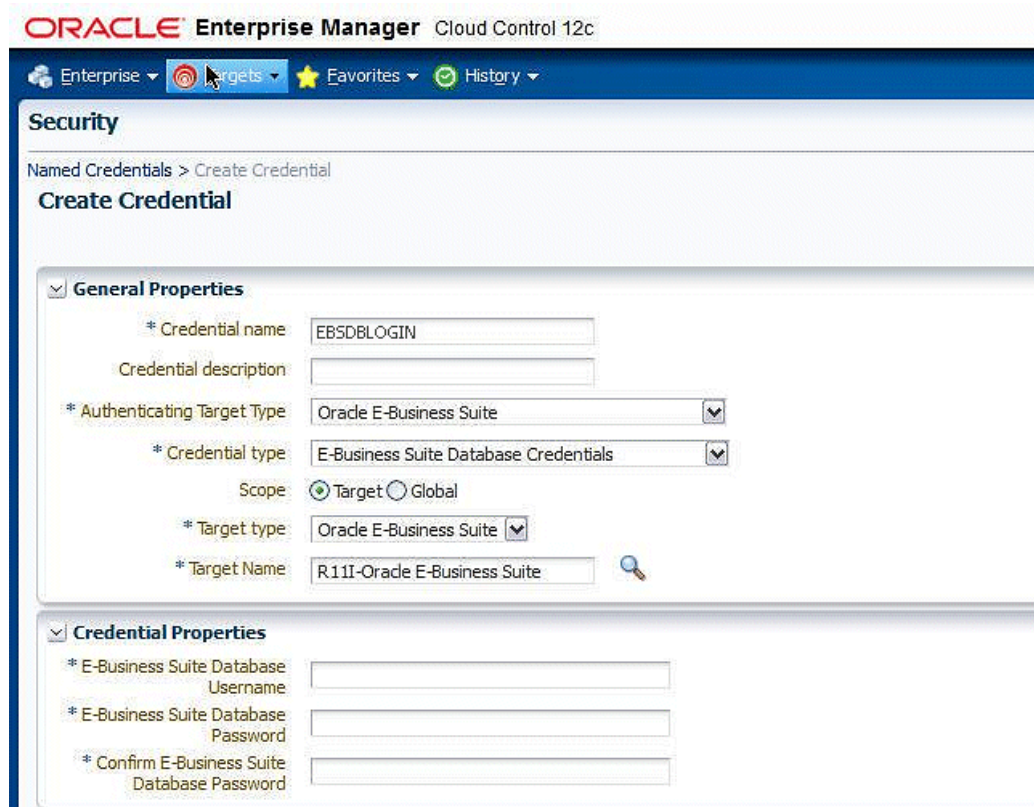 ORACLE Enterprise Manager Cloud Control 12c
Enterprise Targets Favorites History
Security
Named Credentials > Create Credential
Create Credential
General Properties
* Credential name EBSDBLOGIN
Credential description
* Authenticating Target Type Oracle E-Business Suite
* Credential type E-Business Suite Database Credentials
Scope Target Global
* Target type Oracle E-Business Suite
* Target Name R11I-Oracle E-Business Suite
Credential Properties
* E-Business Suite Database
Username
* E-Business Suite Database
Password
* Confirm E-Business Suite
Database Password